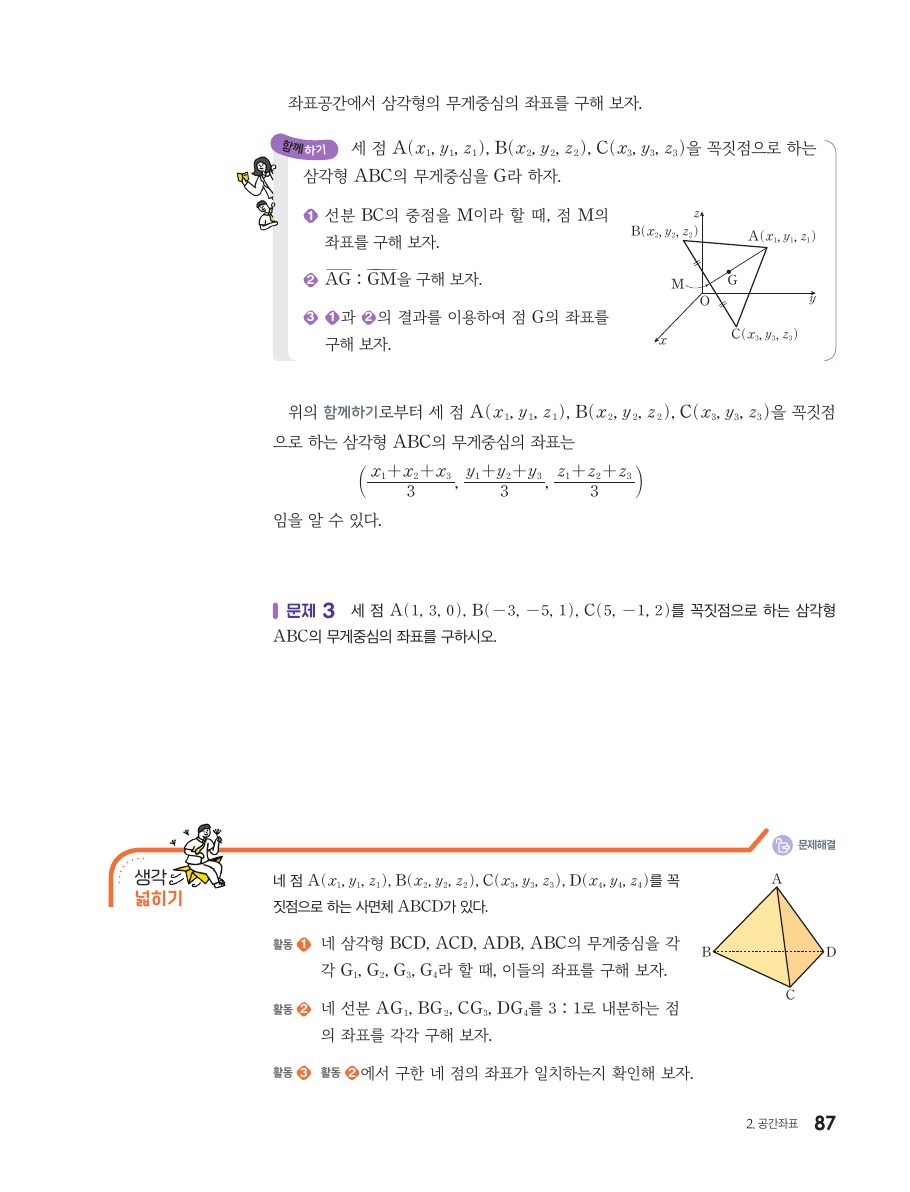 좌표공간에서 삼각형의 무게중심의 좌표를 구해 보자.
함께하기 세 점 A(x₁, y₁, z₁), B(x₂, y₂, z₂), C(x₃, y₃, z₃)을 꼭짓점으로 하는
삼각형 ABC의 무게중심을 G라 하자.
1 선분 BC의 중점을 M이라 할 때, 점 M의
좌표를 구해 보자.
2 A͞G͞ : G͞M͞을 구해 보자.
3 1과 2의 결과를 이용하여 점 G의 좌표를
구해 보자.
z
B(x₂, y₂, z₂)
A(x₁, y₁, z₁)
M
G
O
y
x
C(x₃, y₃, z₃)
위의 함께하기로부터 세 점 A(x₁, y₁, z₁), B(x₂, y₂, z₂), C(x₃, y₃, z₃)을 꼭짓점
으로 하는 삼각형 ABC의 무게중심의 좌표는
((x₁+x₂+x₃)/3, (y₁+y₂+y₃)/3, (z₁+z₂+z₃)/3)
임을 알 수 있다.
문제 3 세 점 A(1, 3, 0), B(−3, −5, 1), C(5, −1, 2)를 꼭짓점으로 하는 삼각형
ABC의 무게중심의 좌표를 구하시오.
문제해결
생각
넓히기
네 점 A(x₁, y₁, z₁), B(x₂, y₂, z₂), C(x₃, y₃, z₃), D(x₄, y₄, z₄)를 꼭
짓점으로 하는 사면체 ABCD가 있다.
활동 1 네 삼각형 BCD, ACD, ADB, ABC의 무게중심을 각
각 G₁, G₂, G₃, G₄라 할 때, 이들의 좌표를 구해 보자.
활동 2 네 선분 AG₁, BG₂, CG₃, DG₄를 3 : 1로 내분하는 점
의 좌표를 각각 구해 보자.
활동 3 활동 2에서 구한 네 점의 좌표가 일치하는지 확인해 보자.
A
B
D
C
2. 공간좌표 87